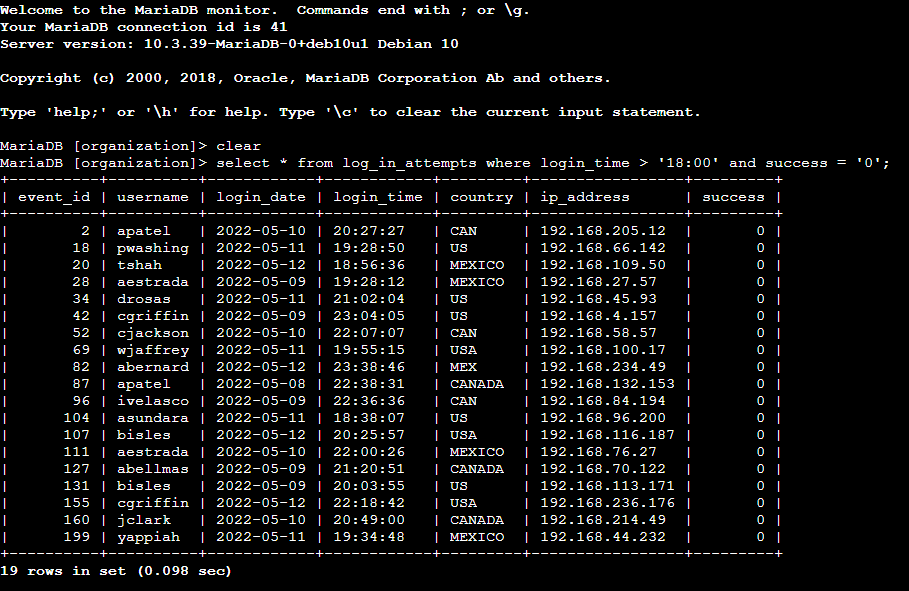 Welcome to the MariaDB monitor.  Commands end with ; or \g.
Your MariaDB connection id is 41
Server version: 10.3.39-MariaDB-0+deb10u1 Debian 10

Copyright (c) 2000, 2018, Oracle, MariaDB Corporation Ab and others.

Type 'help;' or '\h' for help. Type '\c' to clear the current input statement.

MariaDB [organization]> clear
MariaDB [organization]> select * from log_in_attempts where login_time > '18:00' and success = '0';
+----------+----------+------------+------------+---------+-----------------+---------+
| event_id | username | login_date | login_time | country | ip_address      | success |
+----------+----------+------------+------------+---------+-----------------+---------+
|        2 | apatel   | 2022-05-10 | 20:27:27   | CAN     | 192.168.205.12  |       0 |
|       18 | pwashing | 2022-05-11 | 19:28:50   | US      | 192.168.66.142  |       0 |
|       20 | tshah    | 2022-05-12 | 18:56:36   | MEXICO  | 192.168.109.50  |       0 |
|       28 | aestrada | 2022-05-09 | 19:28:12   | MEXICO  | 192.168.27.57   |       0 |
|       34 | drosas   | 2022-05-11 | 21:02:04   | US      | 192.168.45.93   |       0 |
|       42 | cgriffin | 2022-05-09 | 23:04:05   | US      | 192.168.4.157   |       0 |
|       52 | cjackson | 2022-05-10 | 22:07:07   | CAN     | 192.168.58.57   |       0 |
|       69 | wjaffrey | 2022-05-11 | 19:55:15   | USA     | 192.168.100.17  |       0 |
|       82 | abernard | 2022-05-12 | 23:38:46   | MEX     | 192.168.234.49  |       0 |
|       87 | apatel   | 2022-05-08 | 22:38:31   | CANADA  | 192.168.132.153 |       0 |
|       96 | ivelasco | 2022-05-09 | 22:36:36   | CAN     | 192.168.84.194  |       0 |
|      104 | asundara | 2022-05-11 | 18:38:07   | US      | 192.168.96.200  |       0 |
|      107 | bisles   | 2022-05-12 | 20:25:57   | USA     | 192.168.116.187 |       0 |
|      111 | aestrada | 2022-05-10 | 22:00:26   | MEXICO  | 192.168.76.27   |       0 |
|      127 | abellmas | 2022-05-09 | 21:20:51   | CANADA  | 192.168.70.122  |       0 |
|      131 | bisles   | 2022-05-09 | 20:03:55   | US      | 192.168.113.171 |       0 |
|      155 | cgriffin | 2022-05-12 | 22:18:42   | USA     | 192.168.236.176 |       0 |
|      160 | jclark   | 2022-05-10 | 20:49:00   | CANADA  | 192.168.214.49  |       0 |
|      199 | yappiah  | 2022-05-11 | 19:34:48   | MEXICO  | 192.168.44.232  |       0 |
+----------+----------+------------+------------+---------+-----------------+---------+
19 rows in set (0.098 sec)